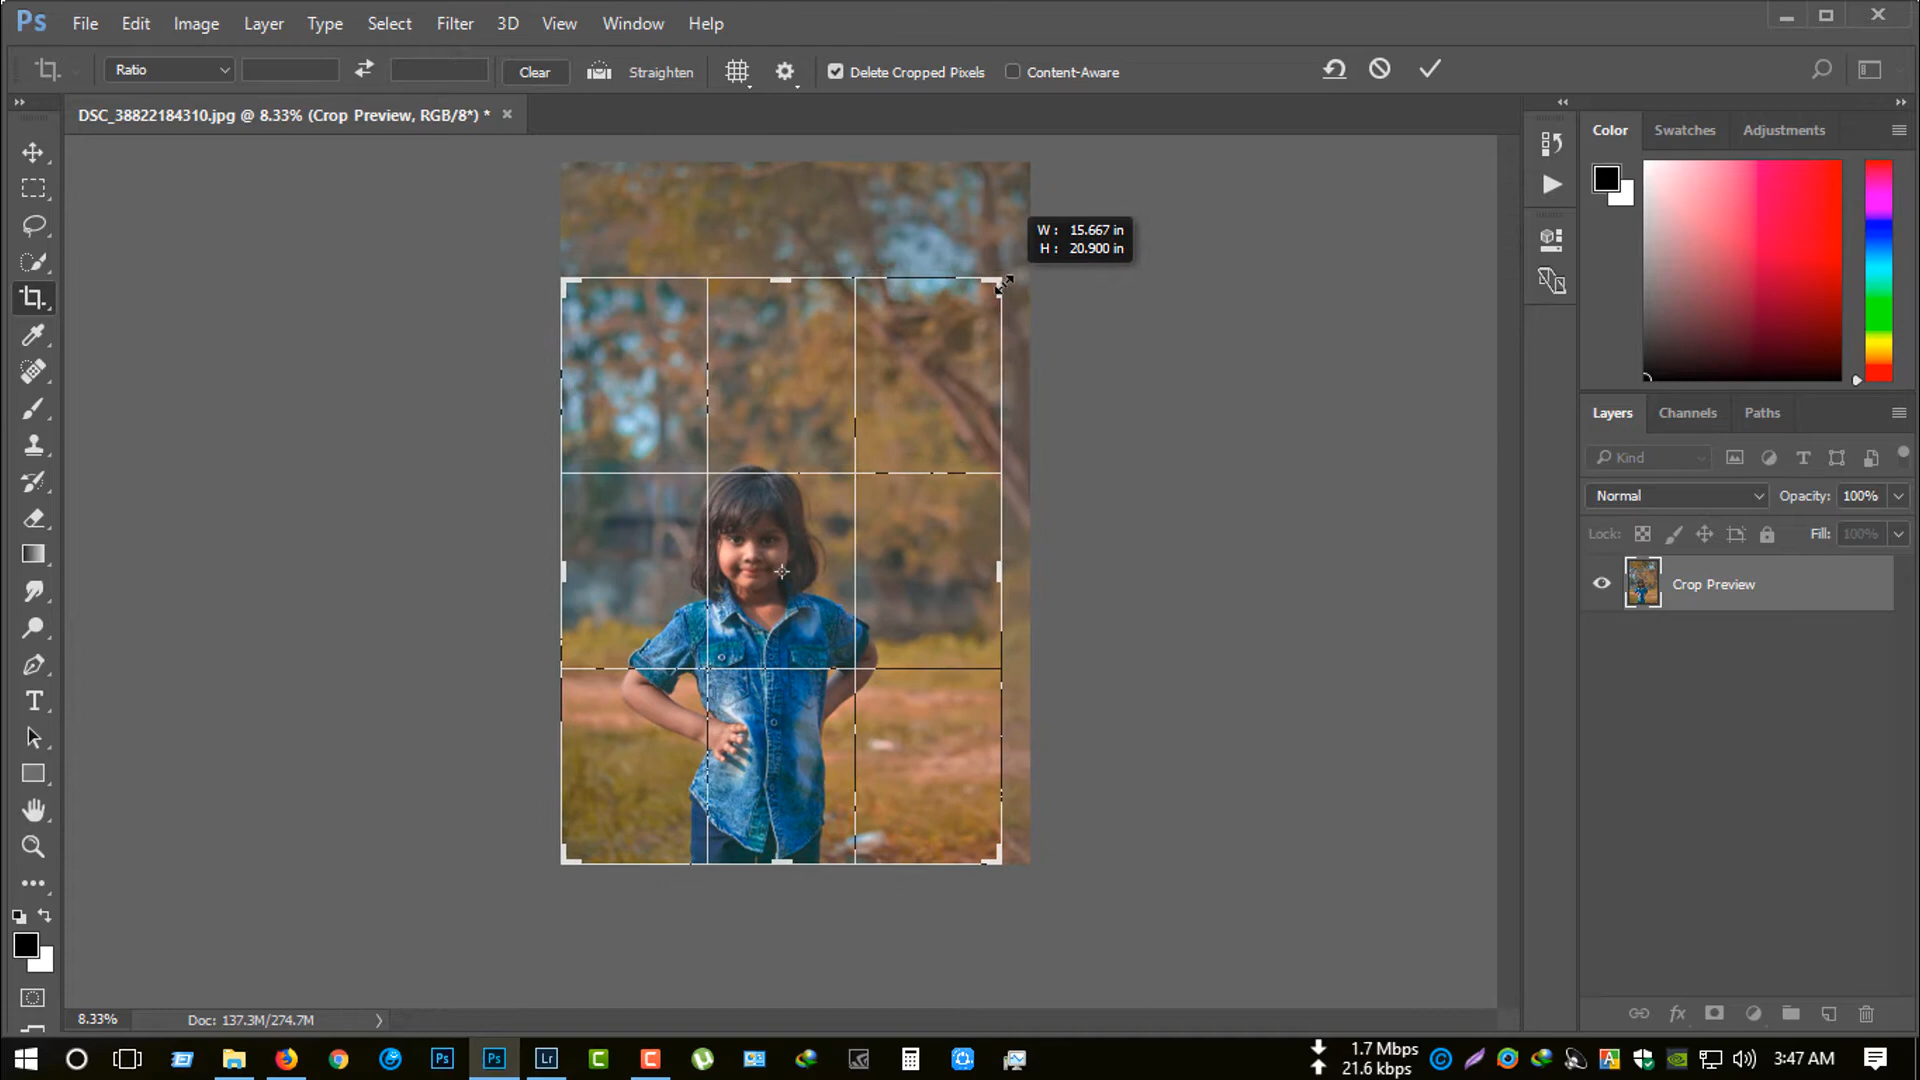 Ps File Edit Image Layer Type Select Filter 3D View Window Help
Ratio Clear Straighten Delete Cropped Pixels Content-Aware
DSC_38822184310.jpg @ 8.33% (Crop Preview, RGB/8*) * ×
Color Swatches Adjustments
W : 15.667 in
H : 20.900 in
Layers Channels Paths
Kind
Normal Opacity: 100%
Lock: Fill: 100%
Crop Preview
8.33% Doc: 137.3M/274.7M
Ps Ps Lr C C
1.7 Mbps
21.6 kbps
3:47 AM